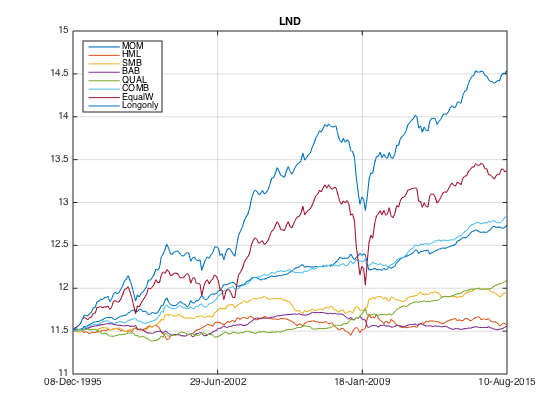 LND
15
14.5
14
13.5
13
12.5
12
11.5
11
MOM
HML
SMB
BAB
QUAL
COMB
EqualW
Longonly
08-Dec-1995
29-Jun-2002
18-Jan-2009
10-Aug-2015